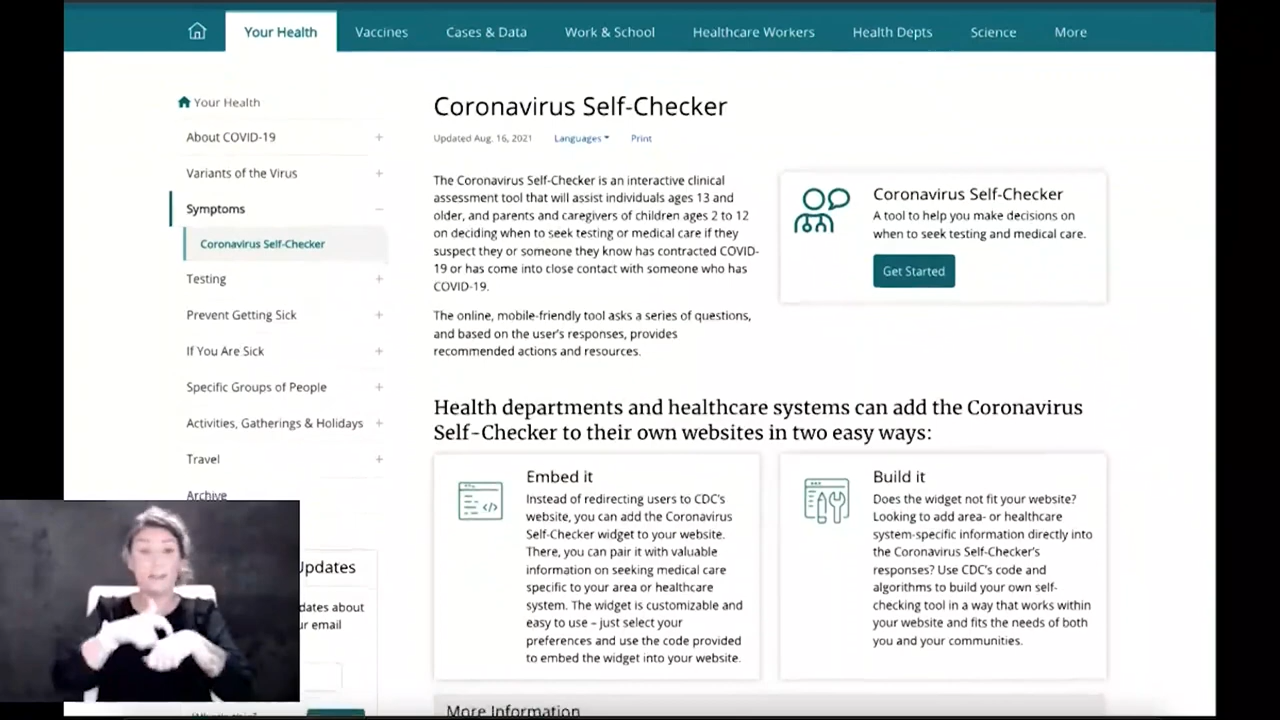 Your Health
Vaccines
Cases & Data
Work & School
Healthcare Workers
Health Depts
Science
More
Your Health
About COVID-19
Variants of the Virus
Symptoms
Coronavirus Self-Checker
Testing
Prevent Getting Sick
If You Are Sick
Specific Groups of People
Activities, Gatherings & Holidays
Travel
Archive
Updates
dates about
ur email
Coronavirus Self-Checker
Updated Aug. 16, 2021
Languages
Print
The Coronavirus Self-Checker is an interactive clinical
assessment tool that will assist individuals ages 13 and
older, and parents and caregivers of children ages 2 to 12
on deciding when to seek testing or medical care if they
suspect they or someone they know has contracted COVID-
19 or has come into close contact with someone who has
COVID-19.
The online, mobile-friendly tool asks a series of questions,
and based on the user's responses, provides
recommended actions and resources.
Coronavirus Self-Checker
A tool to help you make decisions on
when to seek testing and medical care.
Get Started
Health departments and healthcare systems can add the Coronavirus
Self-Checker to their own websites in two easy ways:
Embed it
Instead of redirecting users to CDC's
website, you can add the Coronavirus
Self-Checker widget to your website.
There, you can pair it with valuable
information on seeking medical care
specific to your area or healthcare
system. The widget is customizable and
easy to use – just select your
preferences and use the code provided
to embed the widget into your website.
Build it
Does the widget not fit your website?
Looking to add area- or healthcare
system-specific information directly into
the Coronavirus Self-Checker's
responses? Use CDC's code and
algorithms to build your own self-
checking tool in a way that works within
your website and fits the needs of both
you and your communities.
More Information